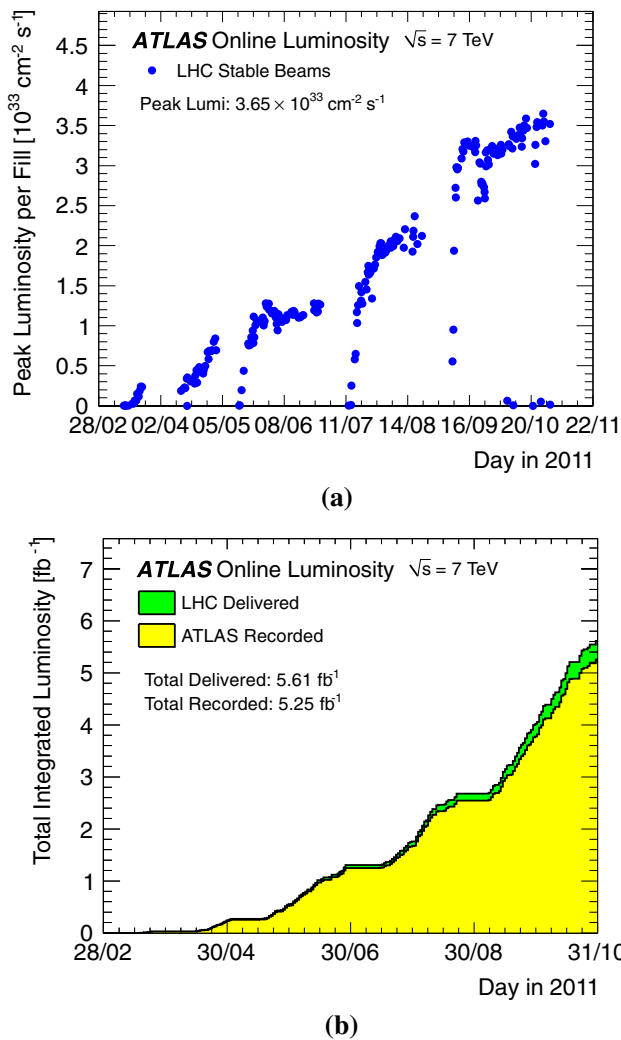 ATLAS Online Luminosity √s = 7 TeV
LHC Stable Beams
Peak Lumi: 3.65 × 10³³ cm⁻² s⁻¹
Peak Luminosity per Fill [10³³ cm⁻² s⁻¹]
4.5
4
3.5
3
2.5
2
1.5
1
0.5
0
28/02 02/04 05/05 08/06 11/07 14/08 16/09 20/10 22/11
Day in 2011
(a)
ATLAS Online Luminosity √s = 7 TeV
LHC Delivered
ATLAS Recorded
Total Delivered: 5.61 fb¹
Total Recorded: 5.25 fb¹
Total Integrated Luminosity [fb⁻¹]
7
6
5
4
3
2
1
0
28/02 30/04 30/06 30/08 31/10
Day in 2011
(b)